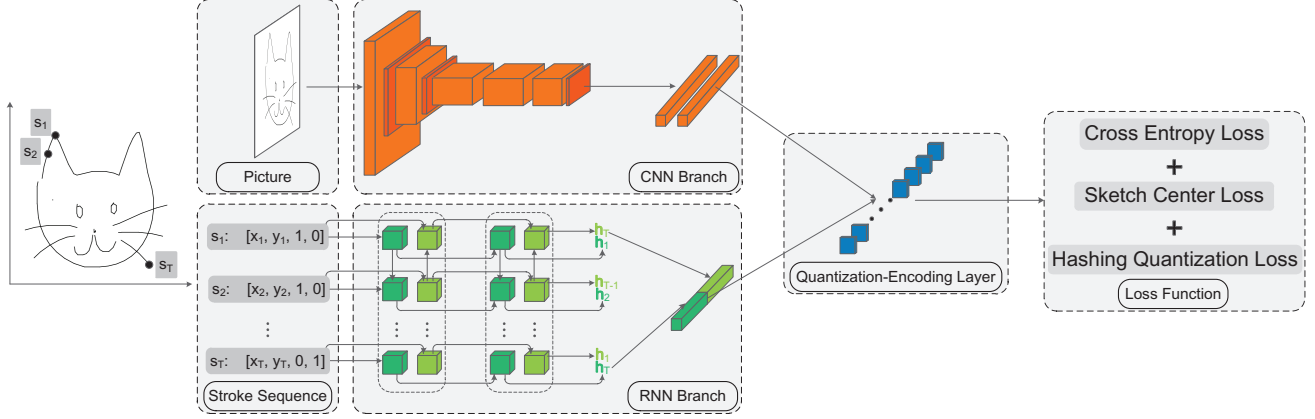 s1
s2
sT
Picture
CNN Branch
s1: [x1, y1, 1, 0]
s2: [x2, y2, 1, 0]
⋮ ⋮
sT: [xT, yT, 0, 1]
Stroke Sequence
hT
h1
hT-1
h2
h1
hT
RNN Branch
Quantization-Encoding Layer
Cross Entropy Loss
+
Sketch Center Loss
+
Hashing Quantization Loss
Loss Function